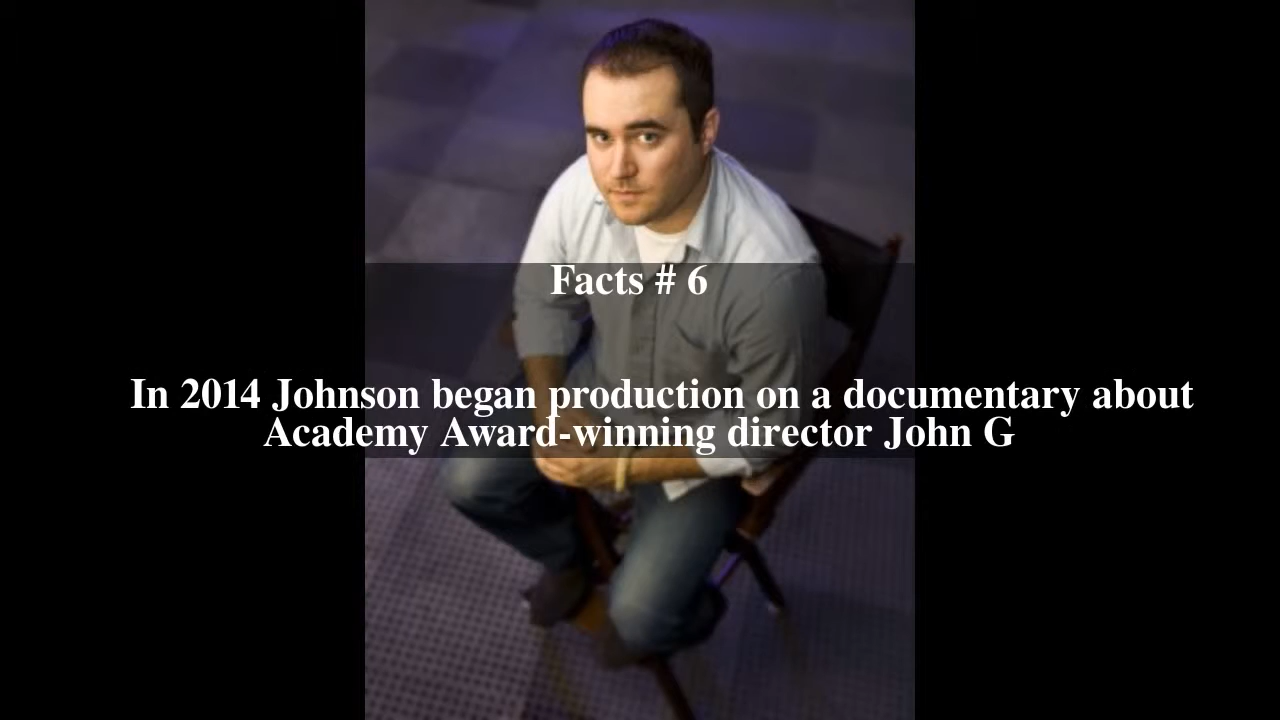 Facts # 6
In 2014 Johnson began production on a documentary about
Academy Award-winning director John G